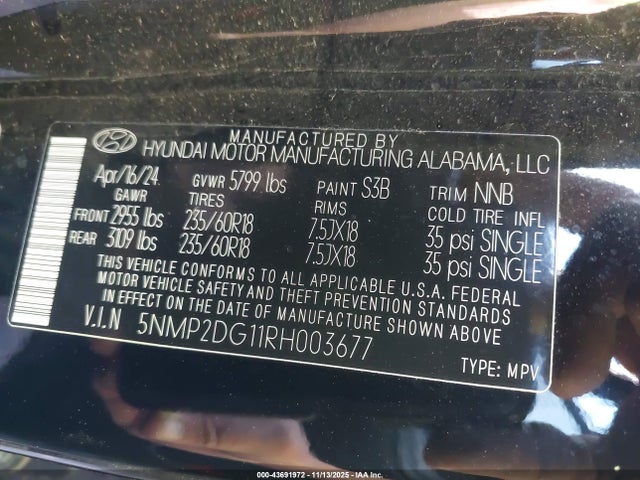 MANUFACTURED BY
HYUNDAI MOTOR MANUFACTURING ALABAMA, LLC
Apr/16/24 GVWR 5799 lbs PAINT S3B TRIM NNB
GAWR TIRES RIMS COLD TIRE INFL
FRONT 2955 lbs 235/60R18 7.5JX18 35 psi SINGLE
REAR 3109 lbs 235/60R18 7.5JX18 35 psi SINGLE
THIS VEHICLE CONFORMS TO ALL APPLICABLE U.S.A. FEDERAL
MOTOR VEHICLE SAFETY AND THEFT PREVENTION STANDARDS
IN EFFECT ON THE DATE OF MANUFACTURE SHOWN ABOVE
V.I.N 5NMP2DG11RH003677
TYPE: MPV
000-43691972 - 11/13/2025 - IAA Inc.